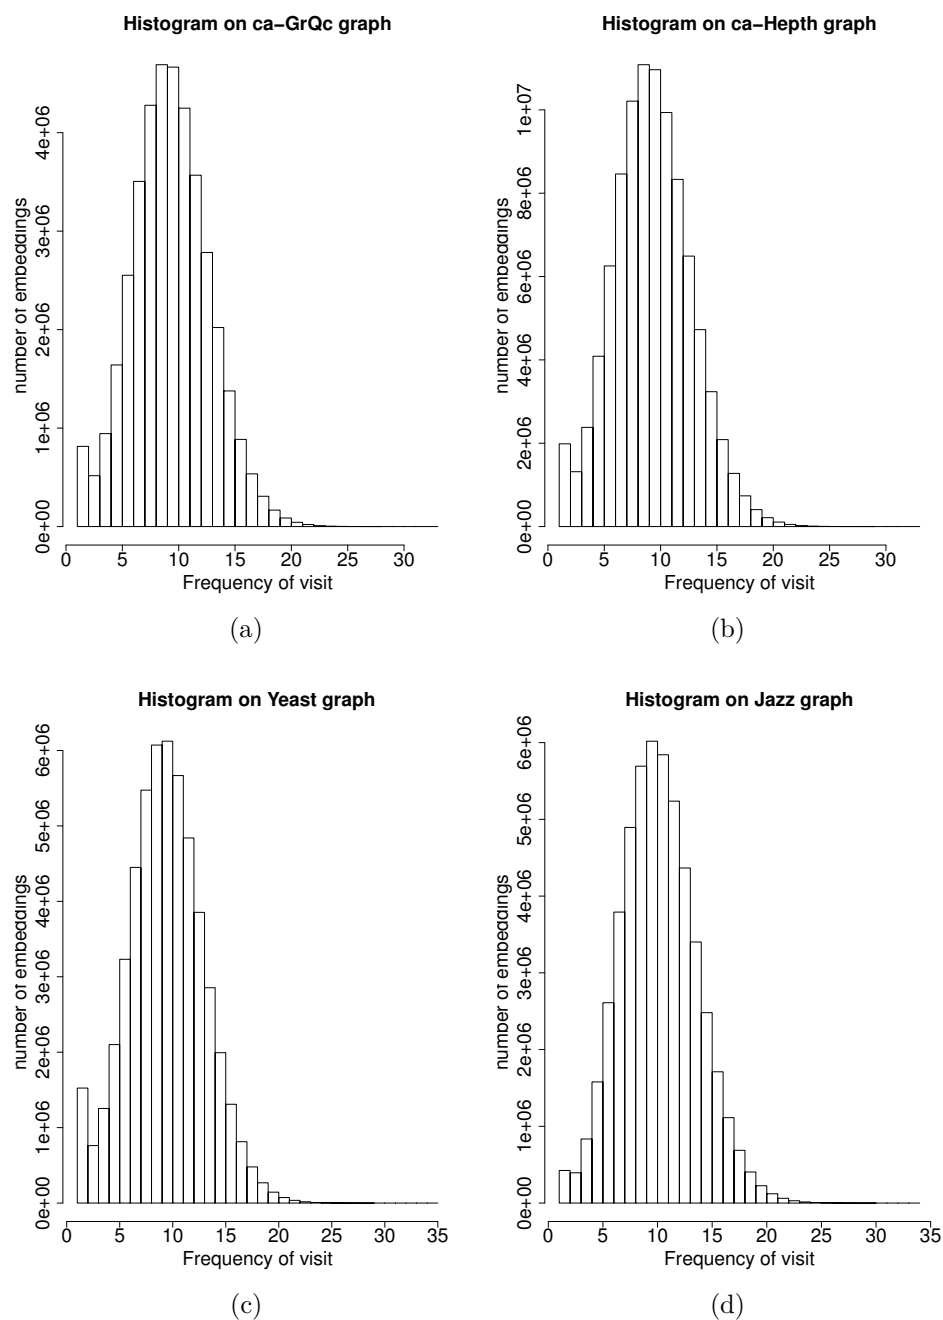 Histogram on ca−GrQc graph
number of embeddings
0e+00 1e+06 2e+06 3e+06 4e+06
0 5 10 15 20 25 30
Frequency of visit
(a)
Histogram on ca−Hepth graph
number of embeddings
0e+00 2e+06 4e+06 6e+06 8e+06 1e+07
0 5 10 15 20 25 30
Frequency of visit
(b)
Histogram on Yeast graph
number of embeddings
0e+00 1e+06 2e+06 3e+06 4e+06 5e+06 6e+06
0 5 10 15 20 25 30 35
Frequency of visit
(c)
Histogram on Jazz graph
number of embeddings
0e+00 1e+06 2e+06 3e+06 4e+06 5e+06 6e+06
0 5 10 15 20 25 30 35
Frequency of visit
(d)